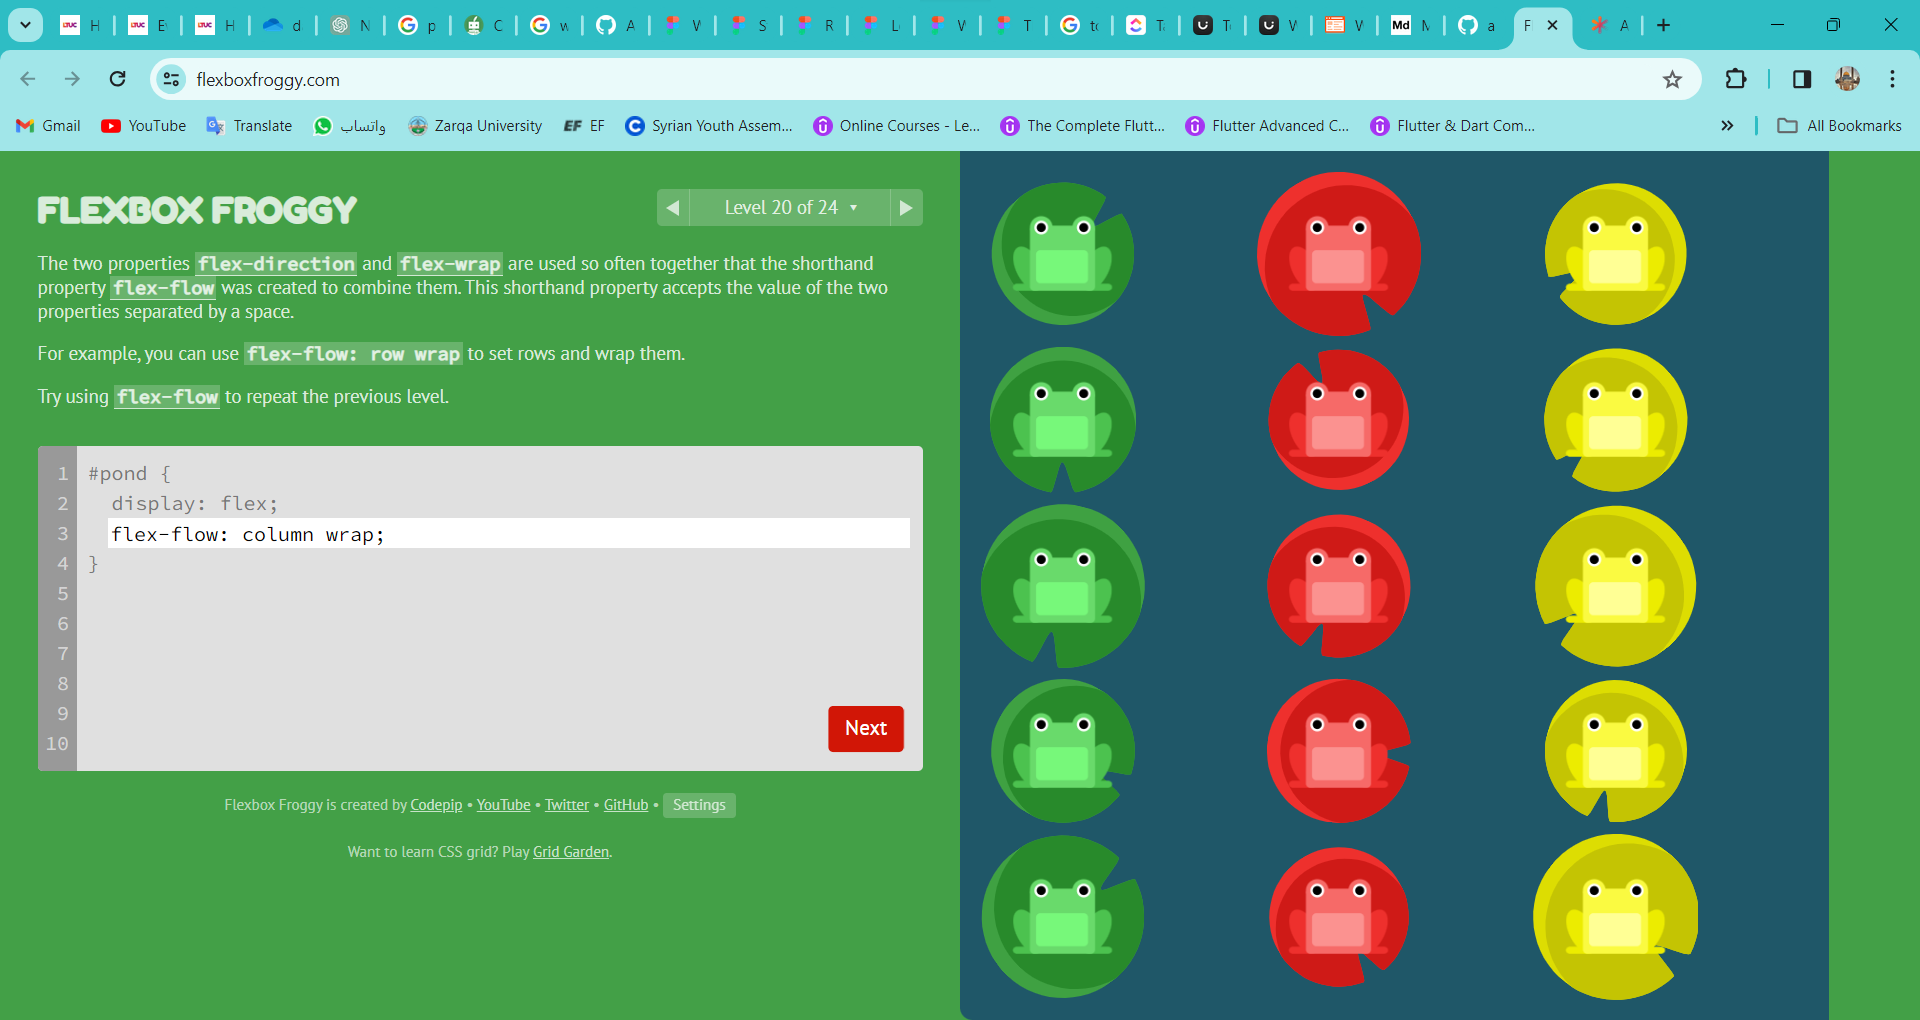 H
E
H
d
N
p
C
w
A
W
S
R
Lo
W
T
to
Ta
To
W
W
Md
M
a
F
A
flexboxfroggy.com
Gmail
YouTube
Translate
واتساب
Zarqa University
EF EF
Syrian Youth Assem...
Online Courses - Le...
The Complete Flutt...
Flutter Advanced C...
Flutter & Dart Com...
All Bookmarks
FLEXBOX FROGGY
Level 20 of 24
The two properties flex-direction and flex-wrap are used so often together that the shorthand
property flex-flow was created to combine them. This shorthand property accepts the value of the two
properties separated by a space.
For example, you can use flex-flow: row wrap to set rows and wrap them.
Try using flex-flow to repeat the previous level.
1 #pond {
2 display: flex;
3 flex-flow: column wrap;
4 }
5
6
7
8
9
10
Next
Flexbox Froggy is created by Codepip • YouTube • Twitter • GitHub • Settings
Want to learn CSS grid? Play Grid Garden.